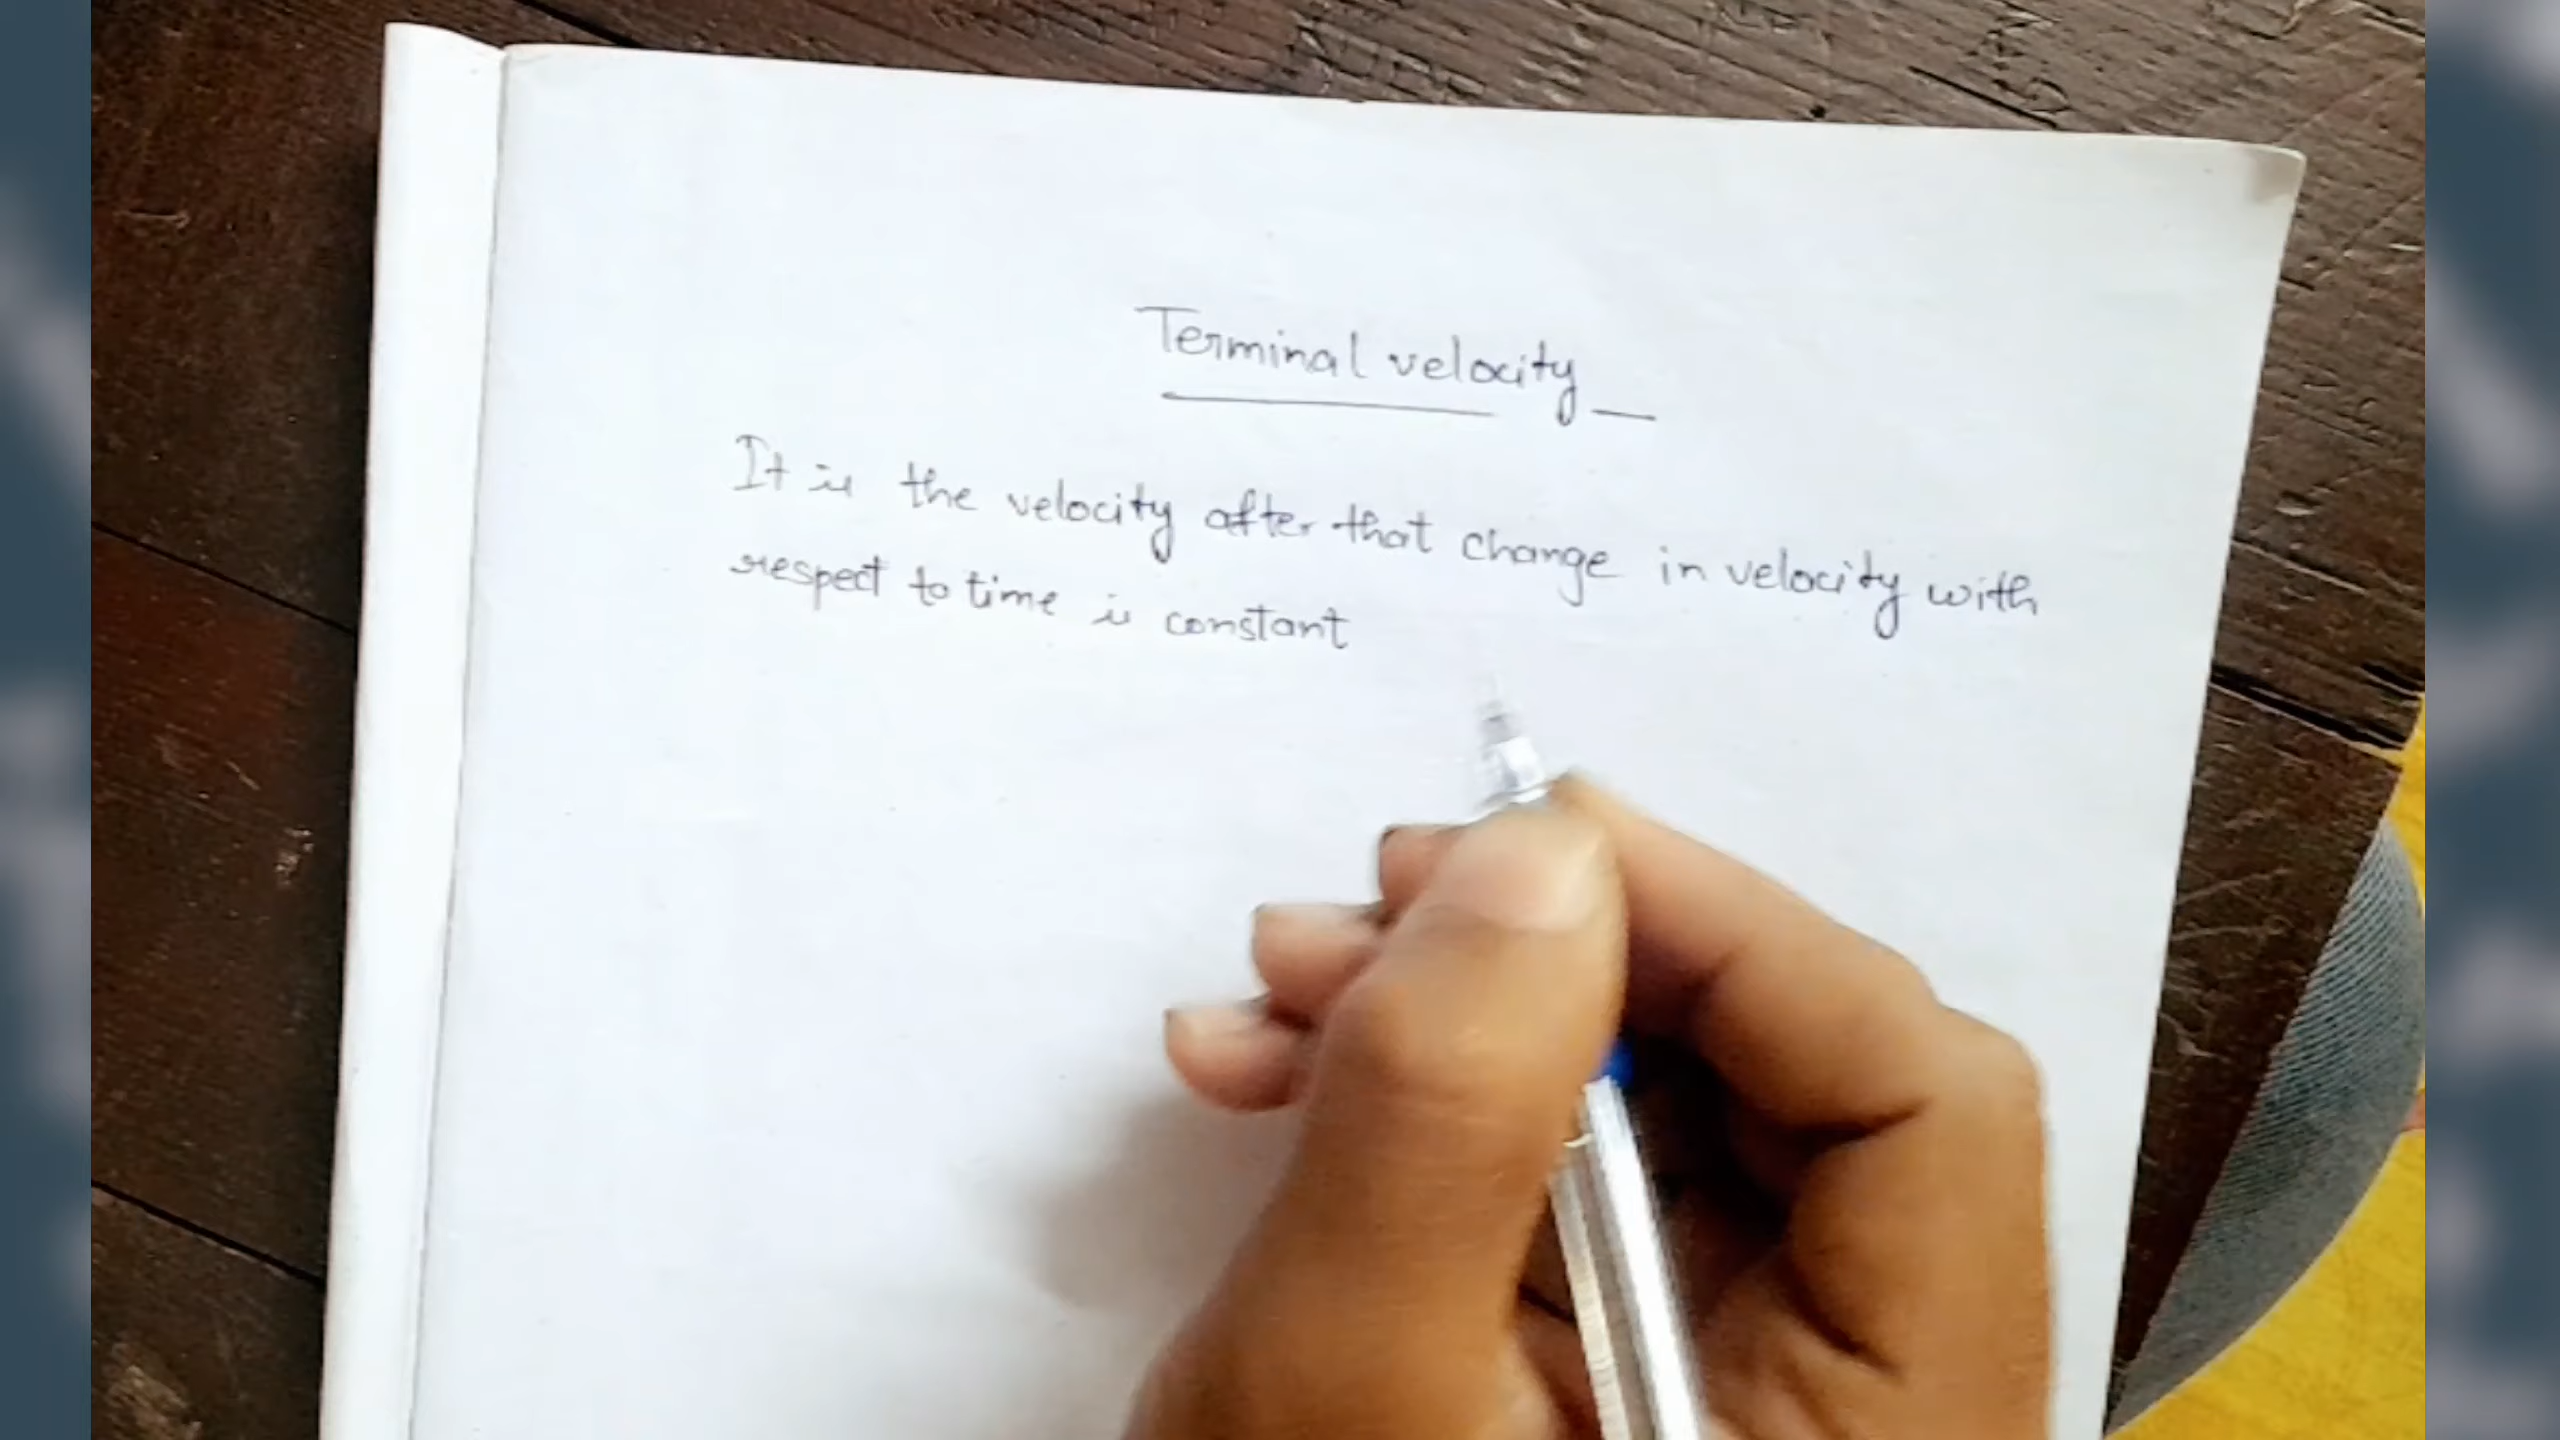 Terminal velocity
It is the velocity after that change in velocity with
respect to time is constant